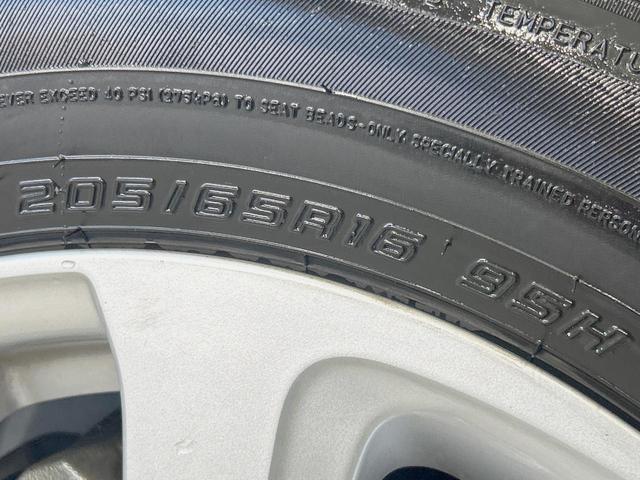 TEMPERATU
EVER EXCEED 40 PSI (275kPa) TO SEAT BEADS-ONLY SPECIALLY TRAINED PERSON
205/65R16 95H